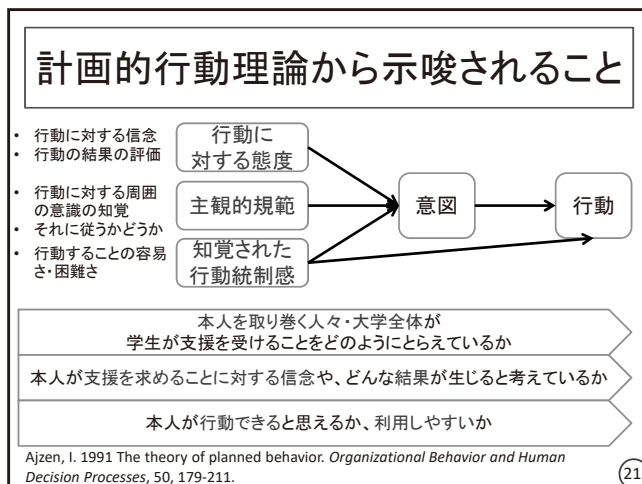 計画的行動理論から示唆されること
• 行動に対する信念
• 行動の結果の評価
行動に
対する態度
• 行動に対する周囲
の意識の知覚
• それに従うかどうか
主観的規範
• 行動することの容易
さ・困難さ
知覚された
行動統制感
意図
行動
本人を取り巻く人々・大学全体が
学生が支援を受けることをどのようにとらえているか
本人が支援を求めることに対する信念や、どんな結果が生じると考えているか
本人が行動できると思えるか、利用しやすいか
Ajzen, I. 1991 The theory of planned behavior. Organizational Behavior and Human
Decision Processes, 50, 179-211.
21